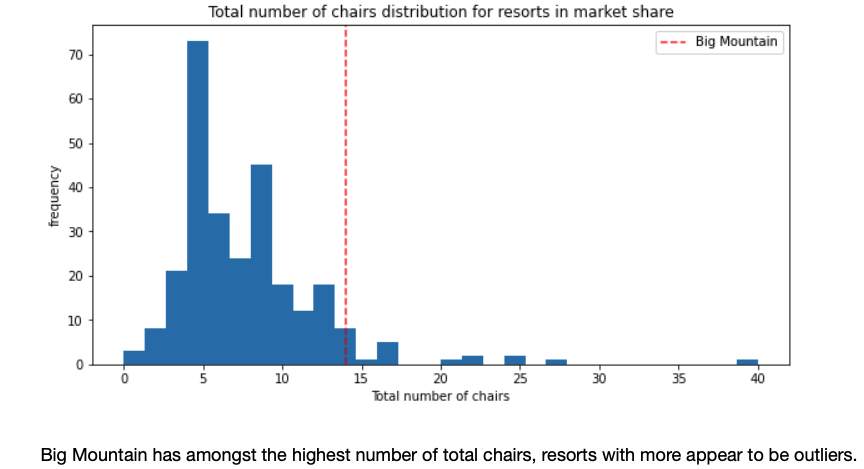 Total number of chairs distribution for resorts in market share
Big Mountain
70
60
50
40
30
20
10
0
frequency
0 5 10 15 20 25 30 35 40
Total number of chairs
Big Mountain has amongst the highest number of total chairs, resorts with more appear to be outliers.